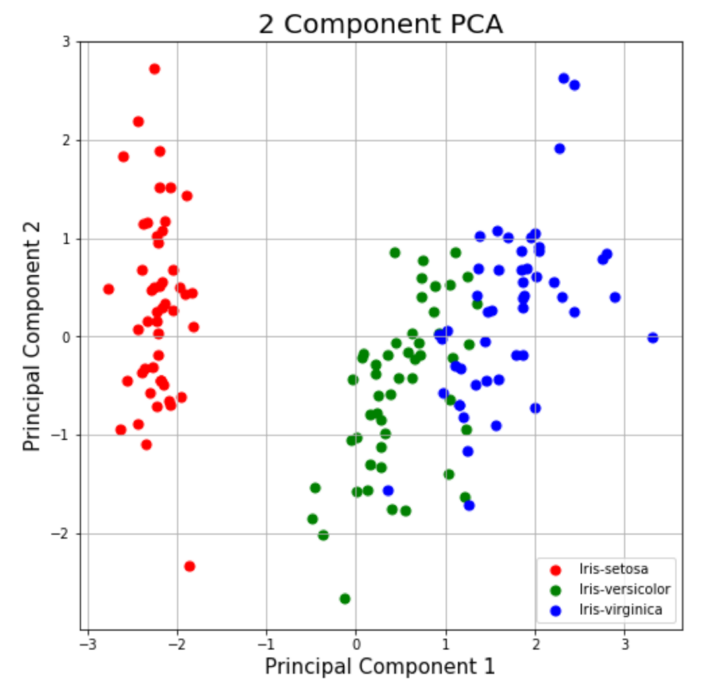 2 Component PCA
Principal Component 2
3
2
1
0
−1
−2
−3
−2
−1
0
1
2
3
Principal Component 1
Iris-setosa
Iris-versicolor
Iris-virginica